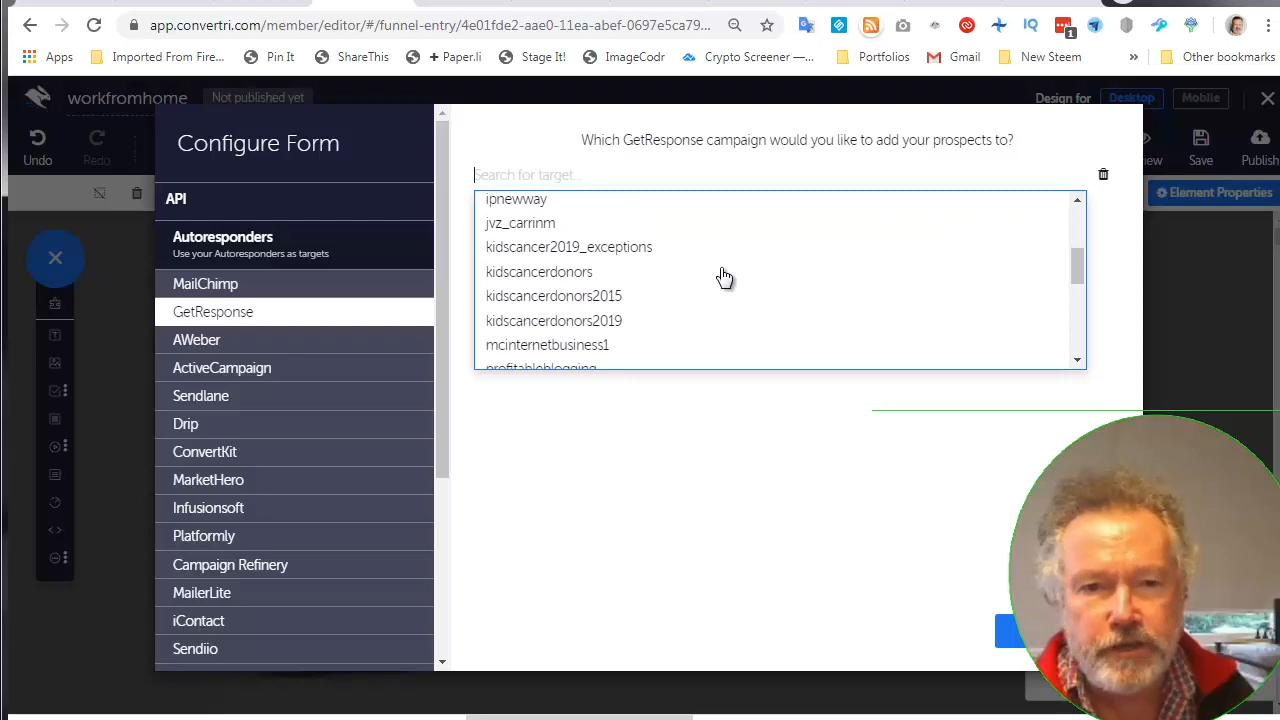 app.convertri.com/member/editor/#/funnel-entry/4e01fde2-aae0-11ea-abef-0697e5ca79...
1
Apps
Imported From Fire...
Pin It
ShareThis
+ Paper.li
Stage It!
ImageCodr
Crypto Screener —...
Portfolios
Gmail
New Steem
»
Other bookmarks
workfromhome
Not published yet
Design for
Desktop
Mobile
Undo
Redo
Save
Publish
Element Properties
Configure Form
API
Autoresponders
Use your Autoresponders as targets
MailChimp
GetResponse
AWeber
ActiveCampaign
Sendlane
Drip
ConvertKit
MarketHero
Infusionsoft
Platformly
Campaign Refinery
MailerLite
iContact
Sendiio
Which GetResponse campaign would you like to add your prospects to?
Search for target...
ipnewway
jvz_carrinm
kidscancer2019_exceptions
kidscancerdonors
kidscancerdonors2015
kidscancerdonors2019
mcinternetbusiness1
profitableblogging